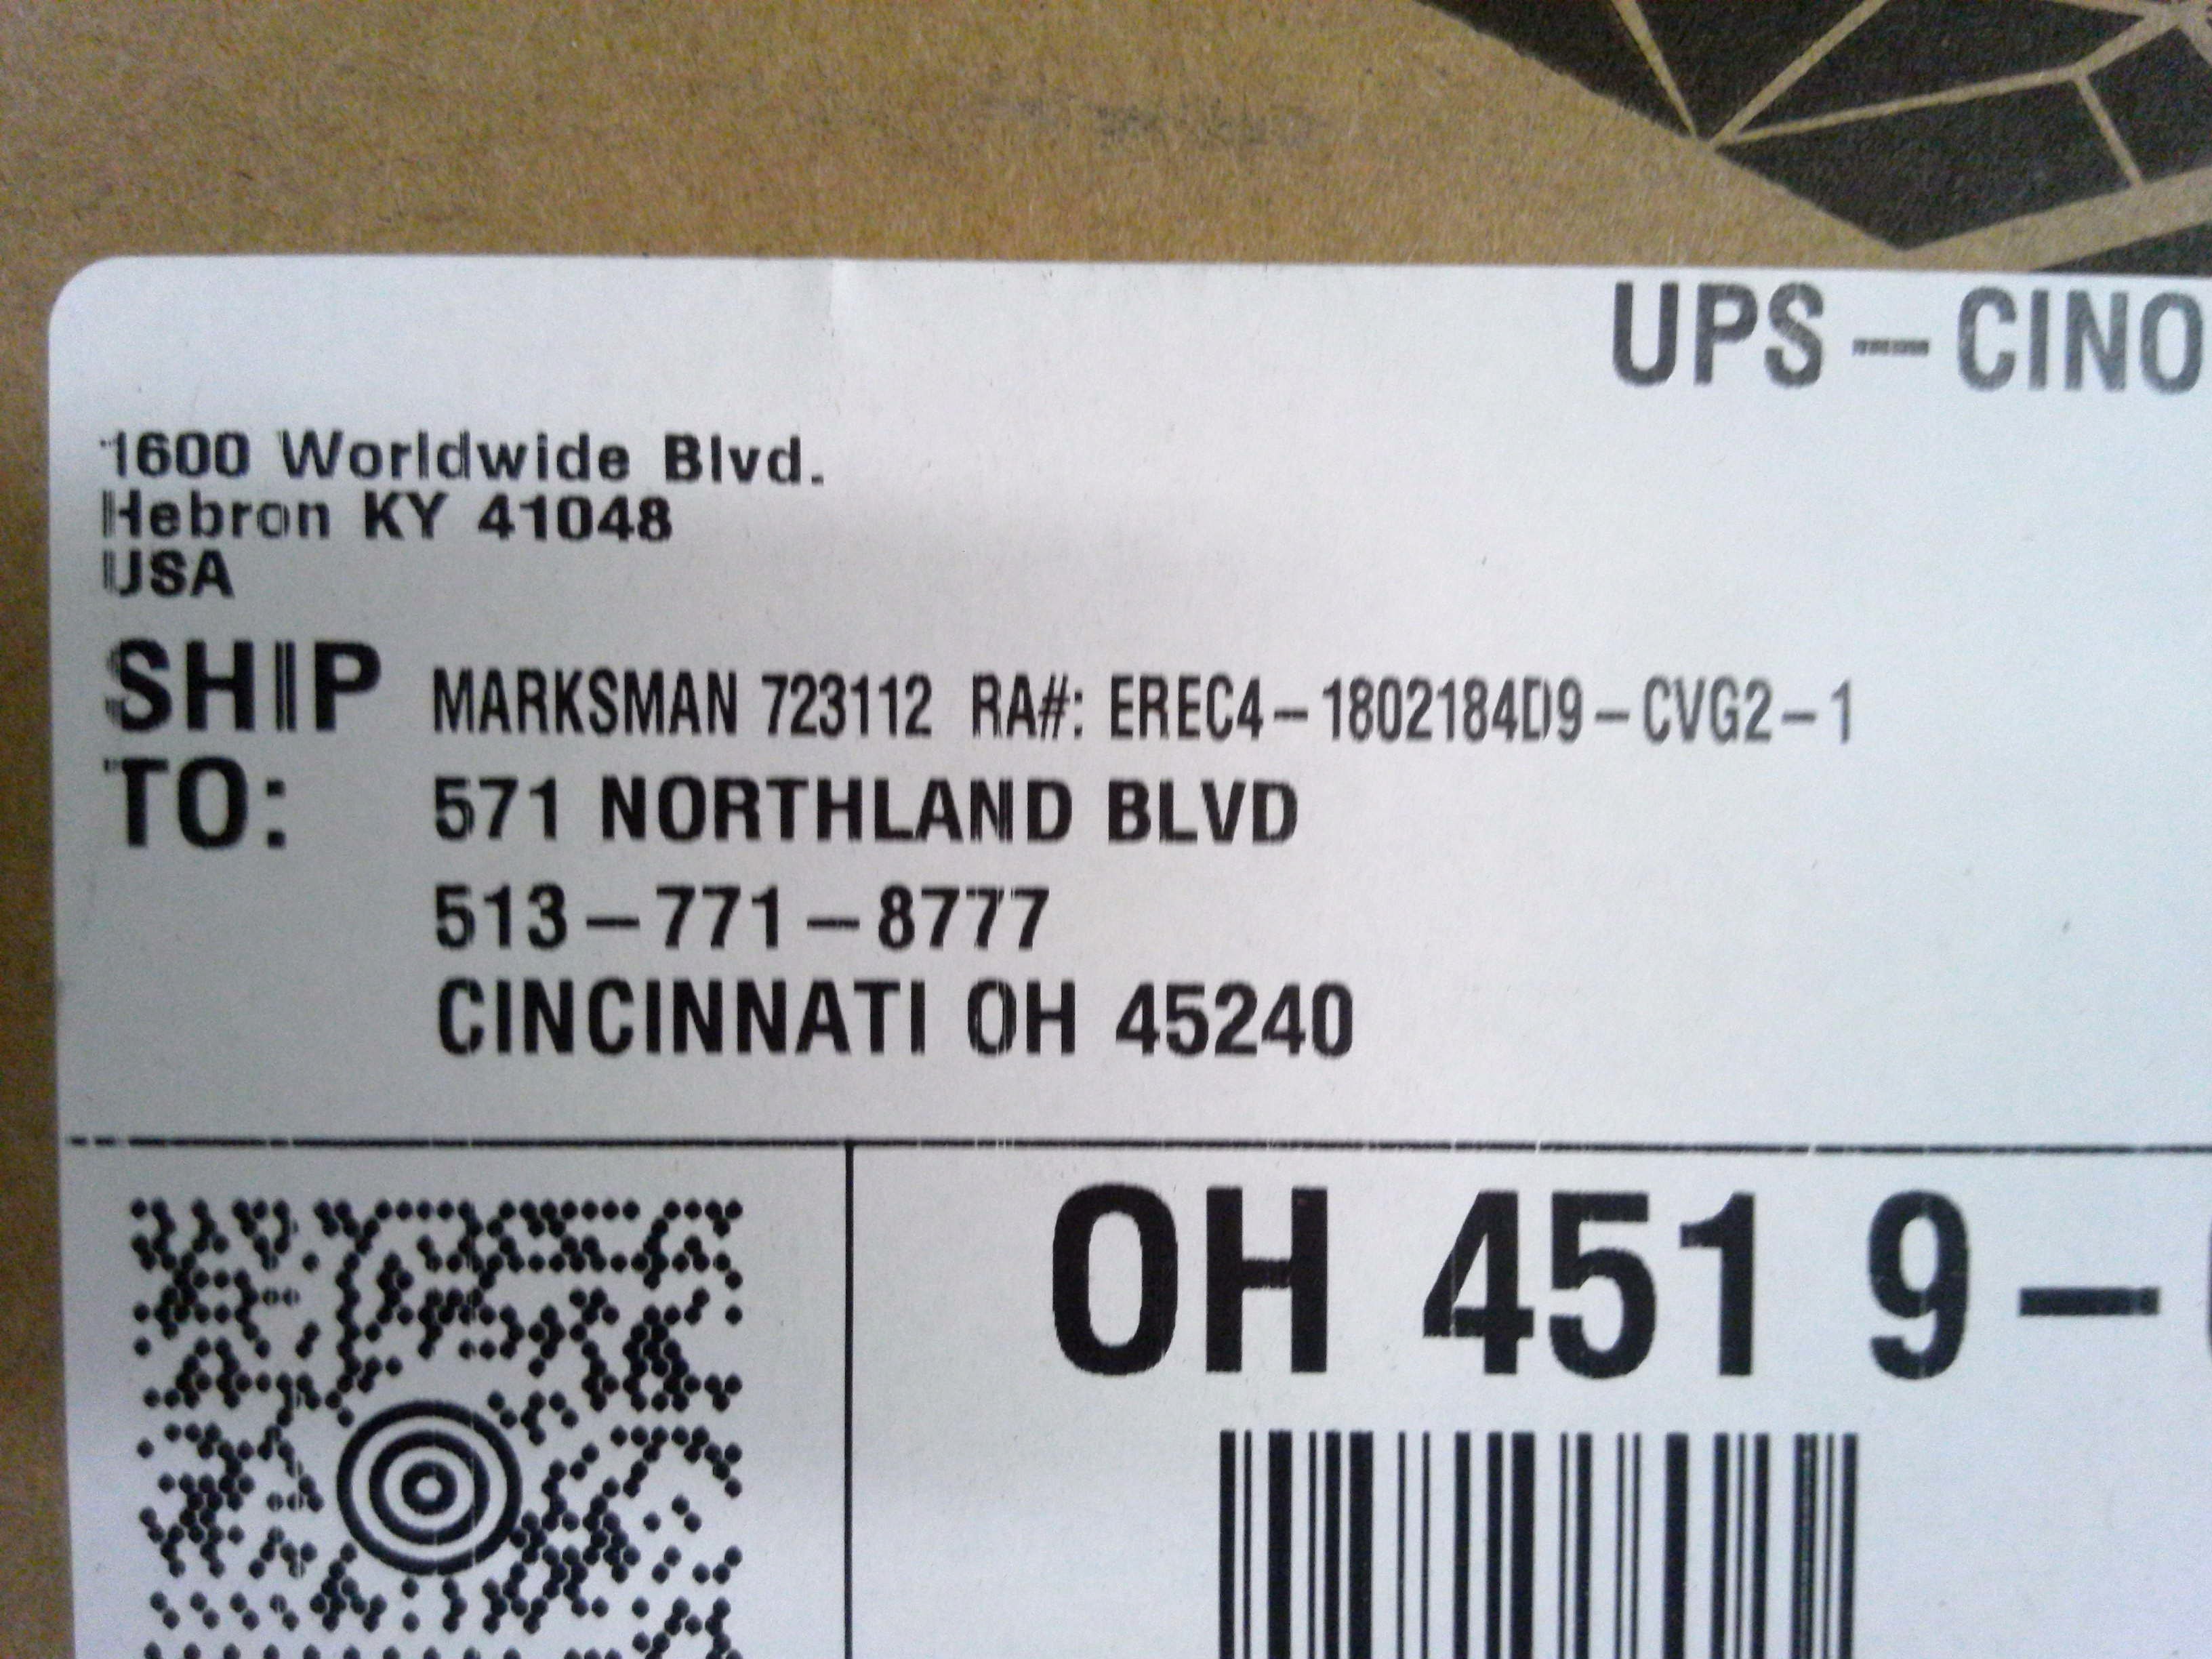 UPS-CINO
1600 Worldwide Blvd.
Hebron KY 41048
USA
SHIP TO:
MARKSMAN 723112 RA#: EREC4-1802184D9-CVG2-1
571 NORTHLAND BLVD
513-771-8777
CINCINNATI OH 45240
OH 451 9-